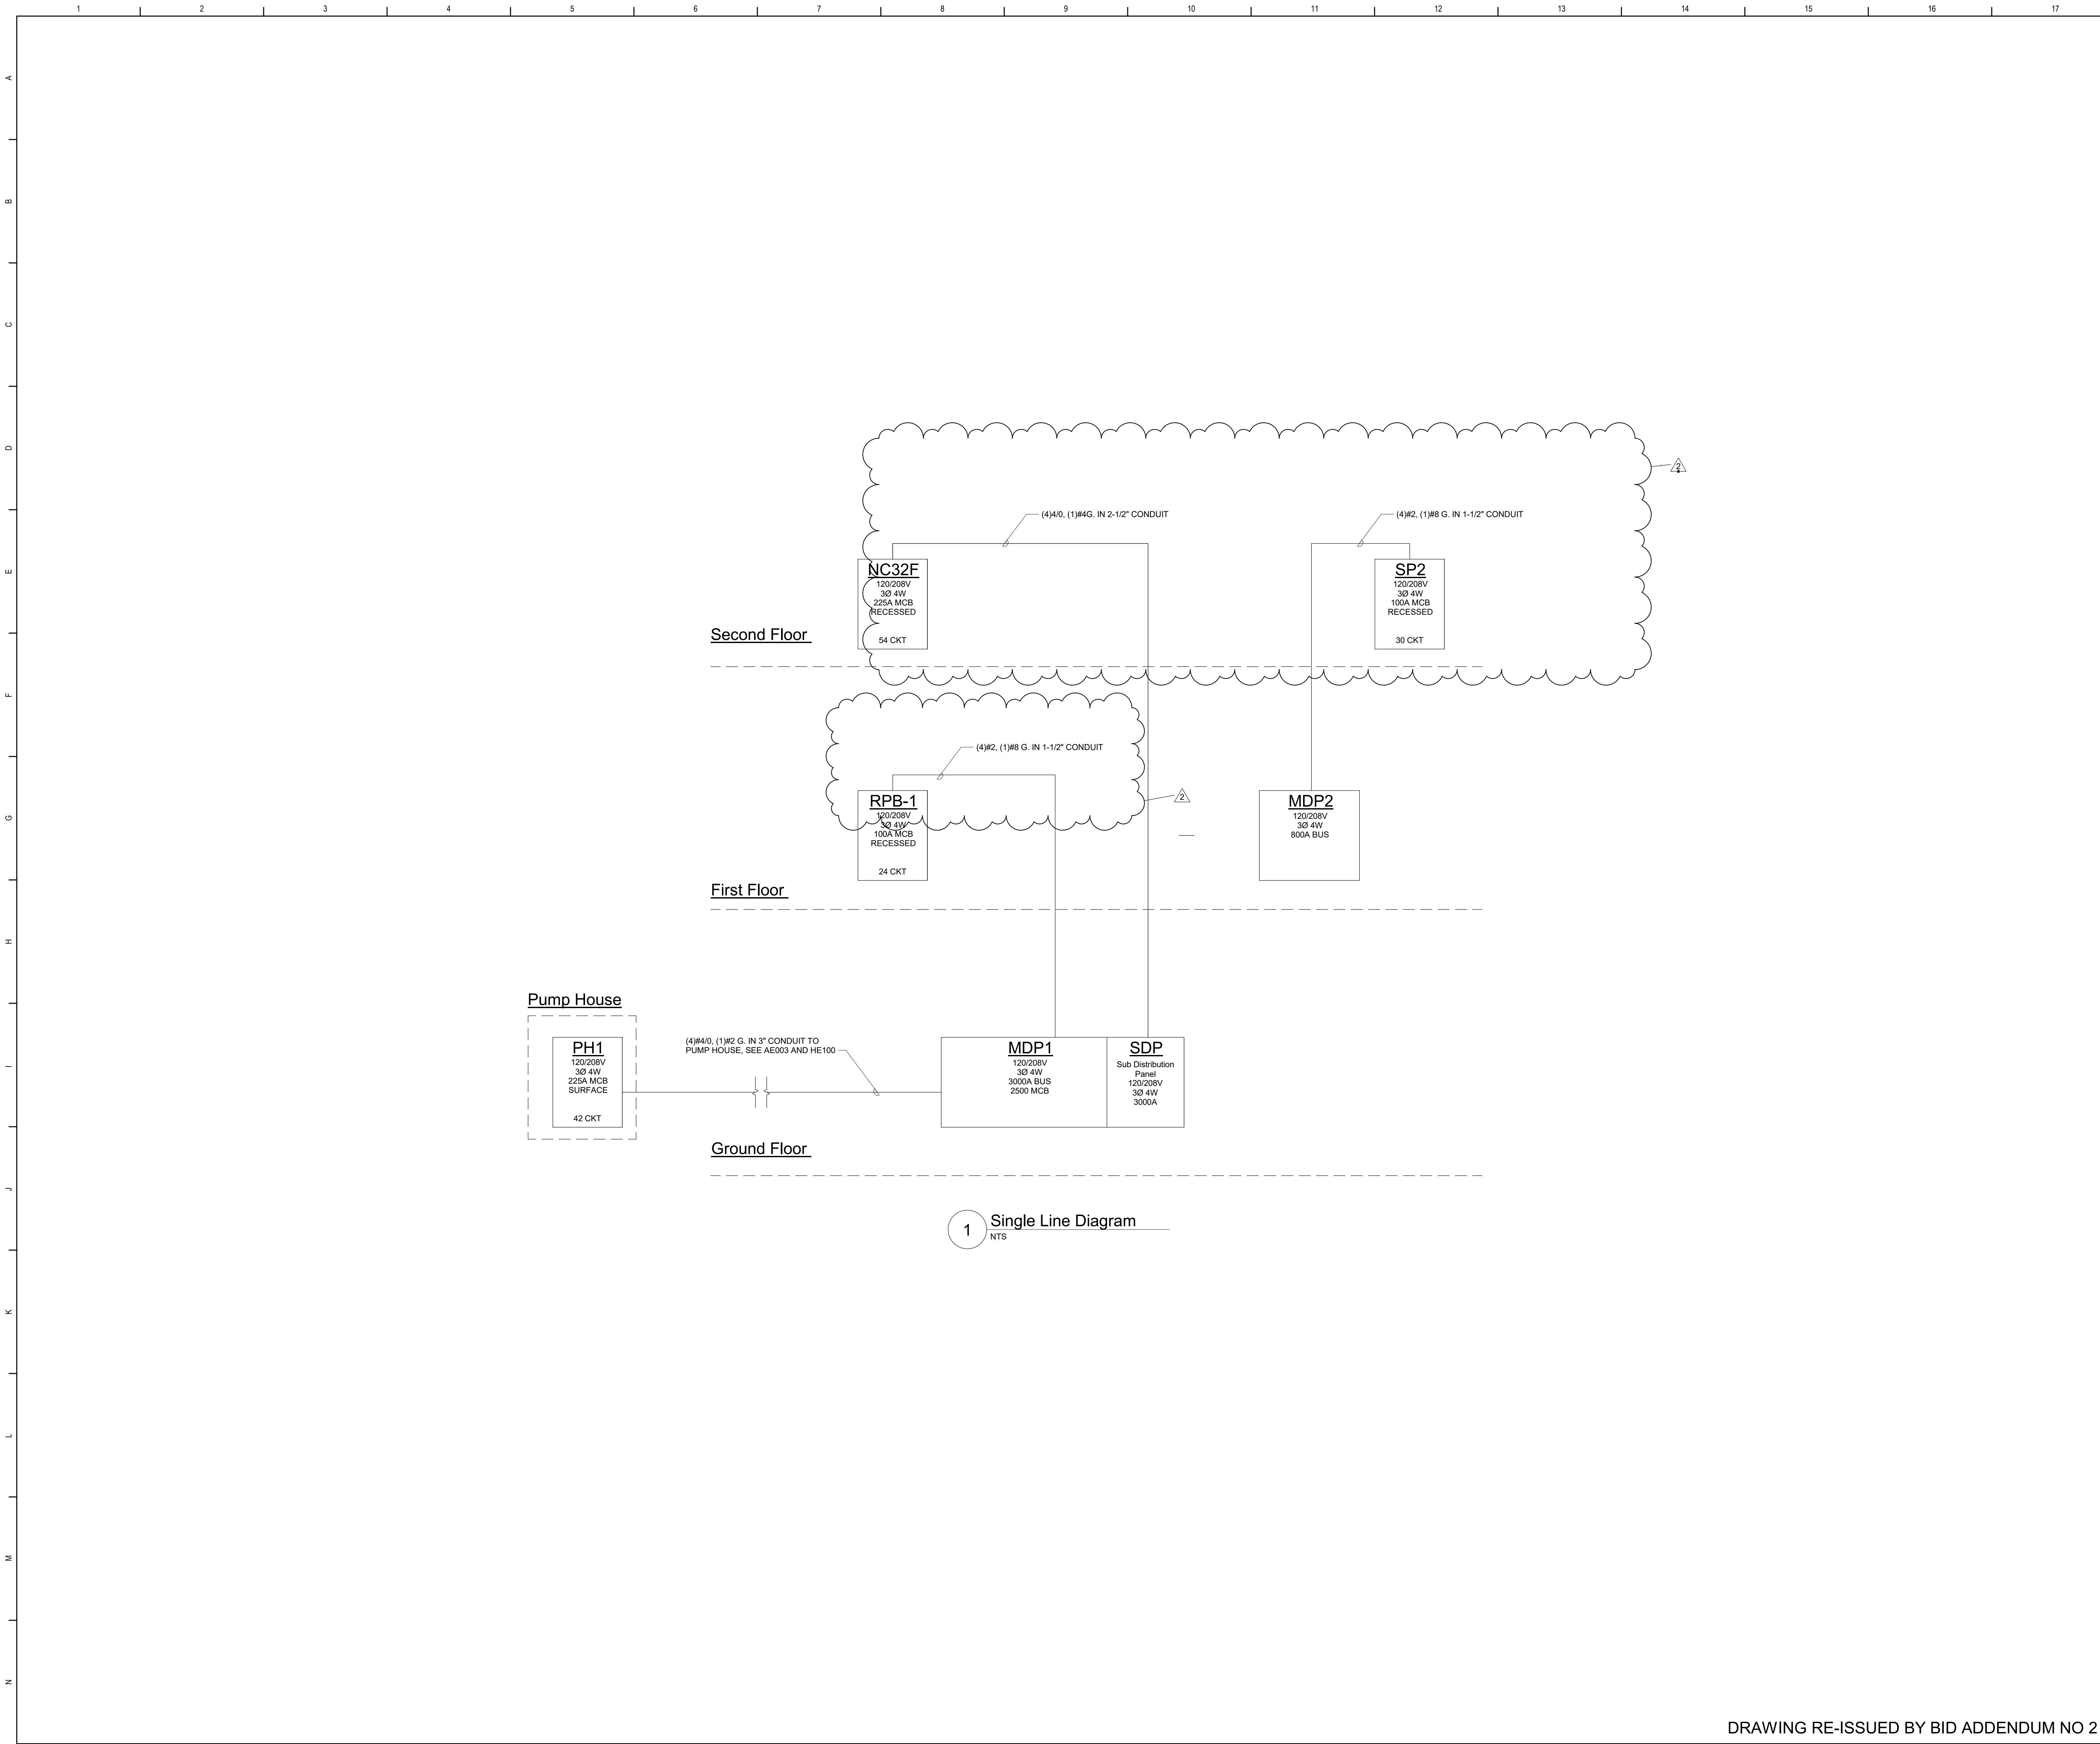 1 2 3 4 5 6 7 8 9 10 11 12 13 14 15 16 17
A
B
C
D
2
(4)4/0, (1)#4G. IN 2-1/2" CONDUIT
(4)#2, (1)#8 G. IN 1-1/2" CONDUIT
E
NC32F
120/208V
3Ø 4W
225A MCB
RECESSED
54 CKT
SP2
120/208V
3Ø 4W
100A MCB
RECESSED
30 CKT
Second Floor
F
(4)#2, (1)#8 G. IN 1-1/2" CONDUIT
2
G
RPB-1
120/208V
3Ø 4W
100A MCB
RECESSED
24 CKT
MDP2
120/208V
3Ø 4W
800A BUS
First Floor
H
Pump House
I
PH1
120/208V
3Ø 4W
225A MCB
SURFACE
42 CKT
(4)#4/0, (1)#2 G. IN 3" CONDUIT TO
PUMP HOUSE, SEE AE003 AND HE100
MDP1
120/208V
3Ø 4W
3000A BUS
2500 MCB
SDP
Sub Distribution
Panel
120/208V
3Ø 4W
3000A
Ground Floor
J
1
Single Line Diagram
NTS
K
L
M
N
DRAWING RE-ISSUED BY BID ADDENDUM NO 2